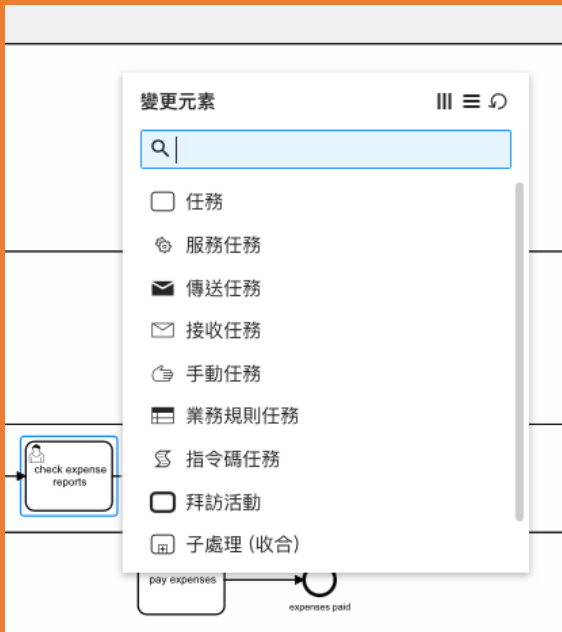 變更元素
任務
服務任務
傳送任務
接收任務
手動任務
業務規則任務
指令碼任務
拜訪活動
子處理 (收合)
check expense
reports
pay expenses
expenses paid